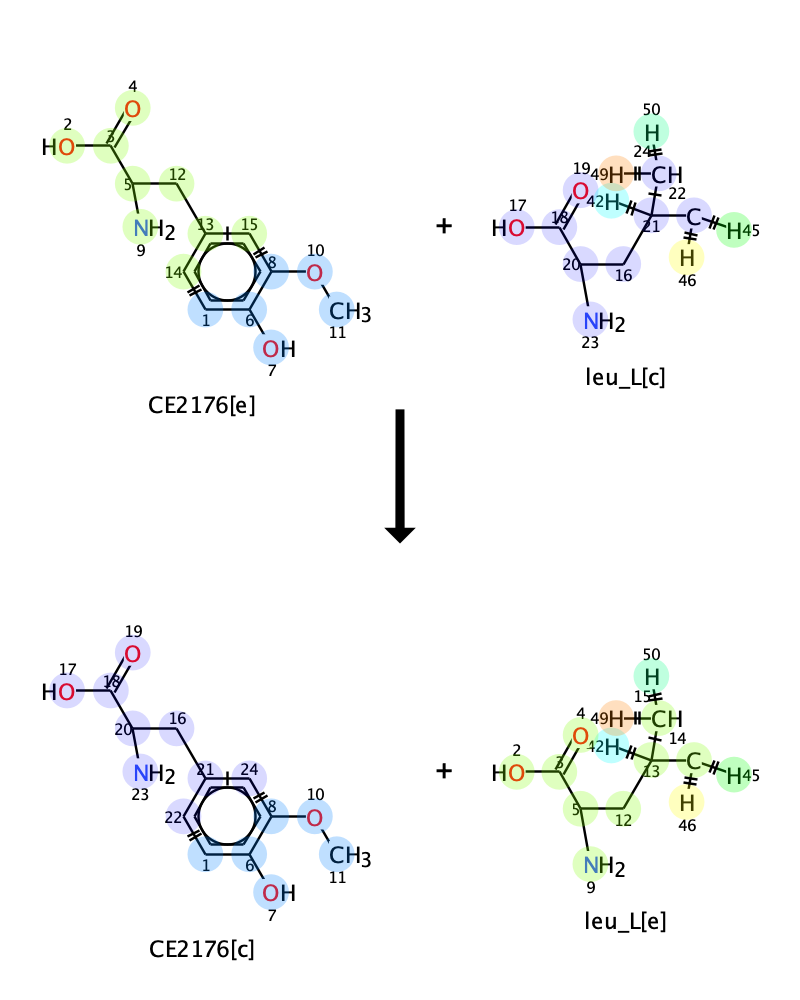 4
2
HO
O
3
5
12
NH2
9
13
15
14
8
10
O
1
6
CH3
11
OH
7
CE2176[e]
+
50
H
24
19
49
H
CH
O
42
H
22
17
HO
18
21
C
H
45
20
16
H
46
NH2
23
leu_L[c]
19
17
HO
O
18
20
16
NH2
23
21
24
22
8
10
O
1
6
CH3
11
OH
7
CE2176[c]
+
50
H
15
4
49
H
CH
O
42
H
14
2
HO
3
13
C
H
45
5
12
H
46
NH2
9
leu_L[e]